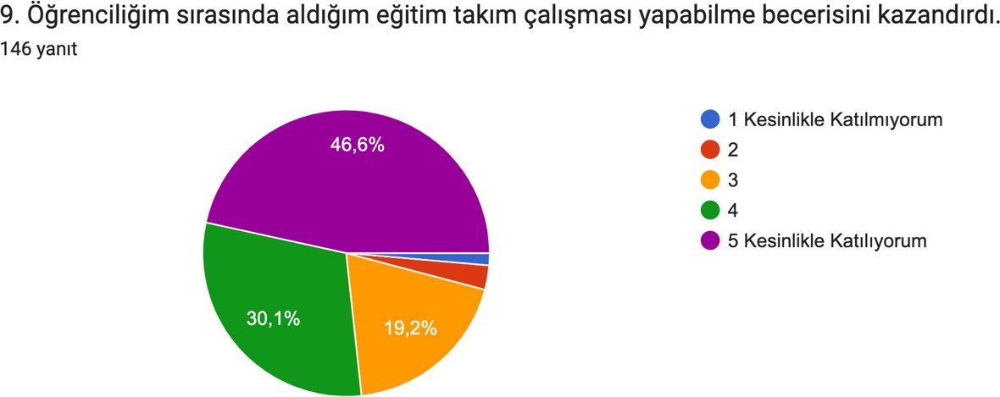 9. Öğrenciliğim sırasında aldığım eğitim takım çalışması yapabilme becerisini kazandırdı.
146 yanıt
46,6%
30,1%
19,2%
1 Kesinlikle Katılmıyorum
2
3
4
5 Kesinlikle Katılıyorum